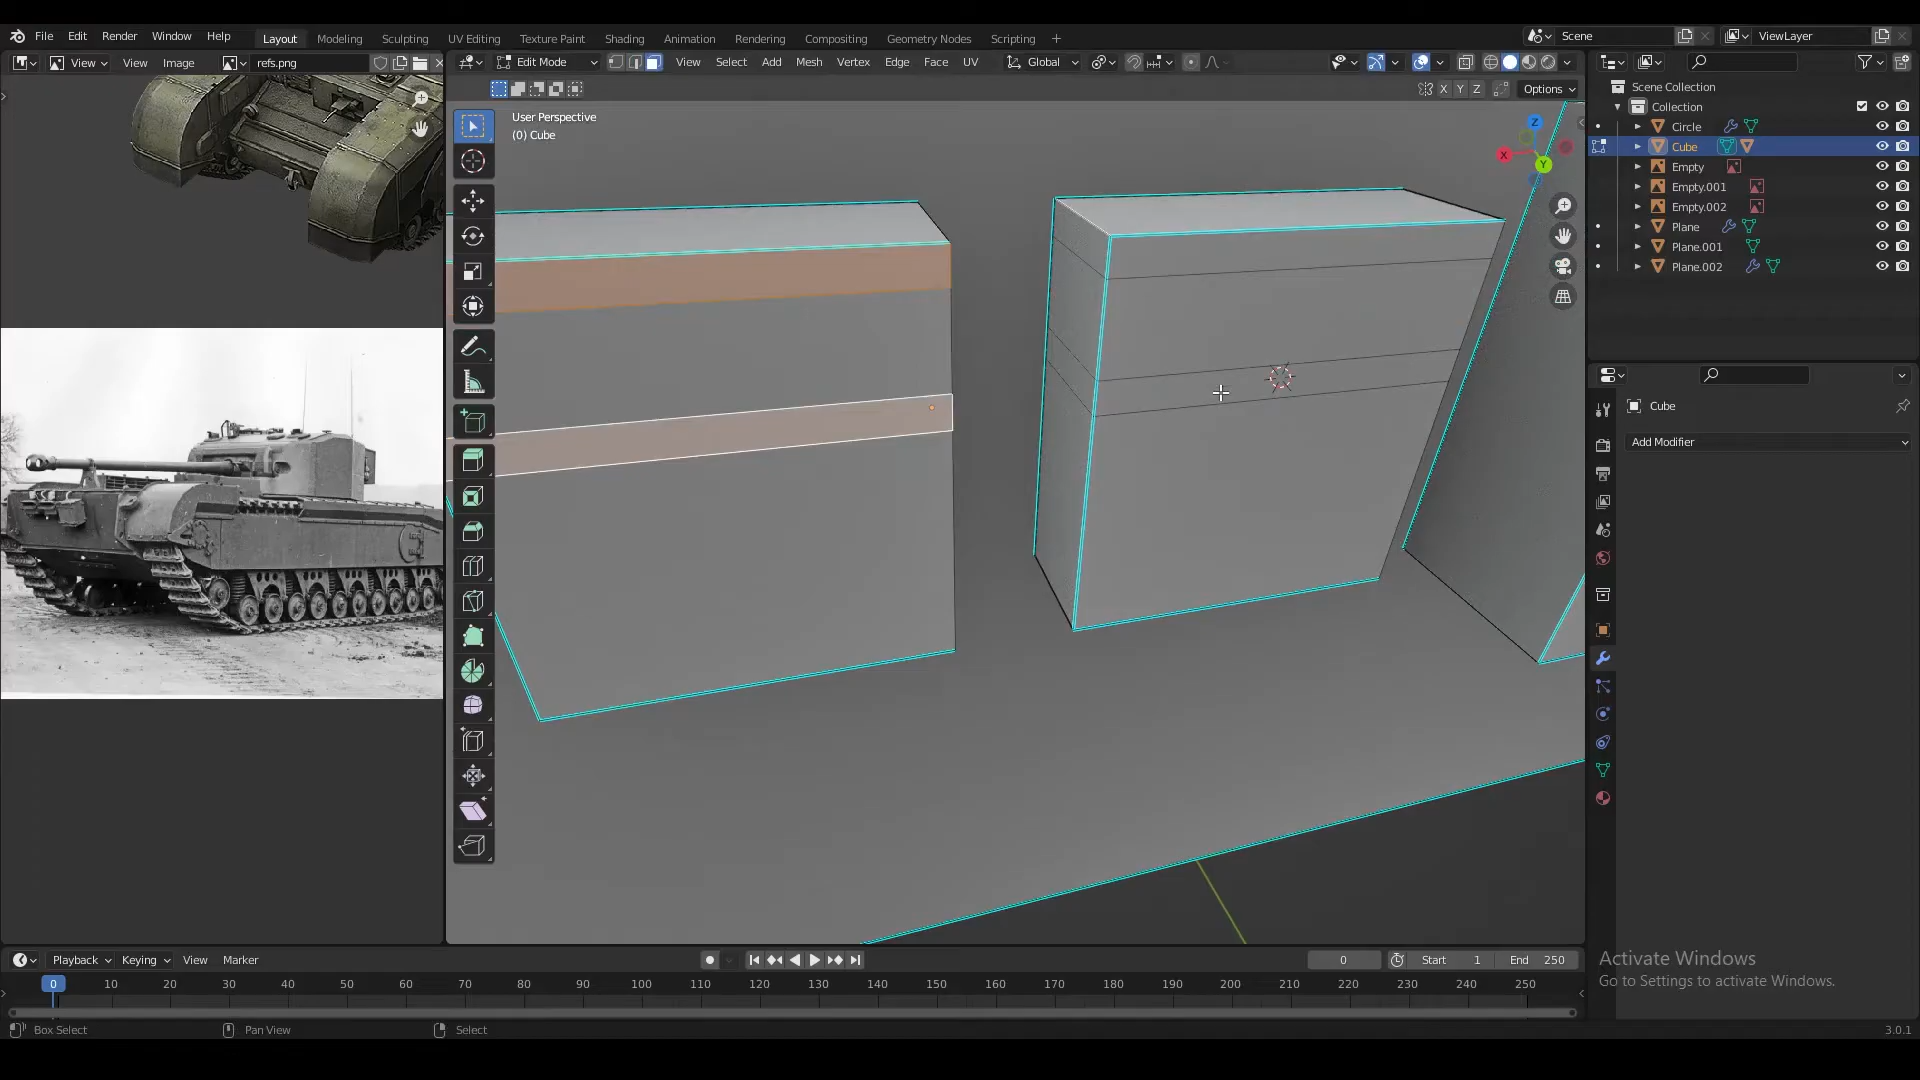 File Edit Render Window Help
Layout Modeling Sculpting UV Editing Texture Paint Shading Animation Rendering Compositing Geometry Nodes Scripting +
Scene
ViewLayer
View View Image refs.png
Edit Mode View Select Add Mesh Vertex Edge Face UV Global
X Y Z Options
User Perspective
(0) Cube
Z
X
Y
Scene Collection
Collection
Circle
Cube
Empty
Empty.001
Empty.002
Plane
Plane.001
Plane.002
Cube
Add Modifier
Playback Keying View Marker
0 Start 1 End 250
0 10 20 30 40 50 60 70 80 90 100 110 120 130 140 150 160 170 180 190 200 210 220 230 240 250
Activate Windows
Go to Settings to activate Windows.
Box Select Pan View Select
3.0.1